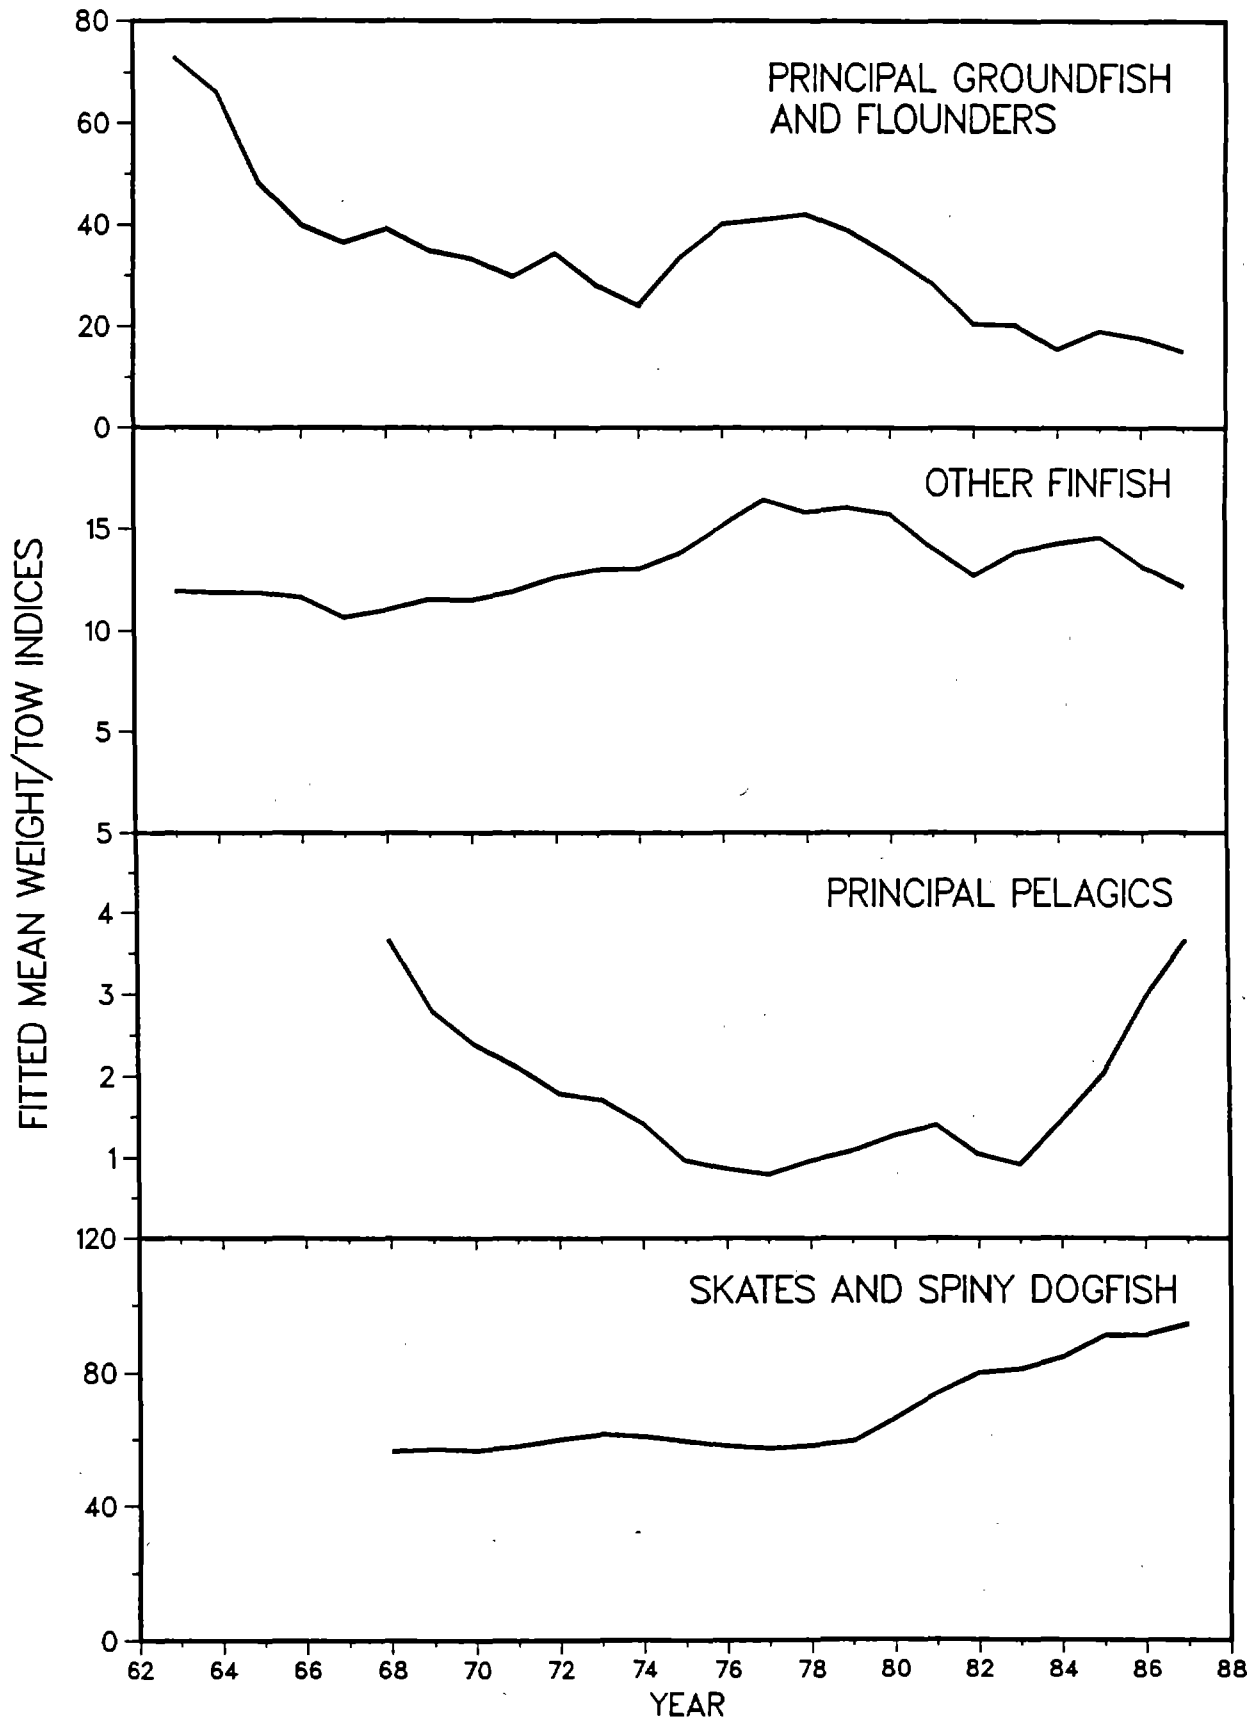 80
PRINCIPAL GROUNDFISH
AND FLOUNDERS
60
40
20
0
OTHER FINFISH
15
10
5
5
PRINCIPAL PELAGICS
4
3
2
1
120
SKATES AND SPINY DOGFISH
80
40
0
62 64 66 68 70 72 74 76 78 80 82 84 86 88
YEAR
FITTED MEAN WEIGHT/TOW INDICES